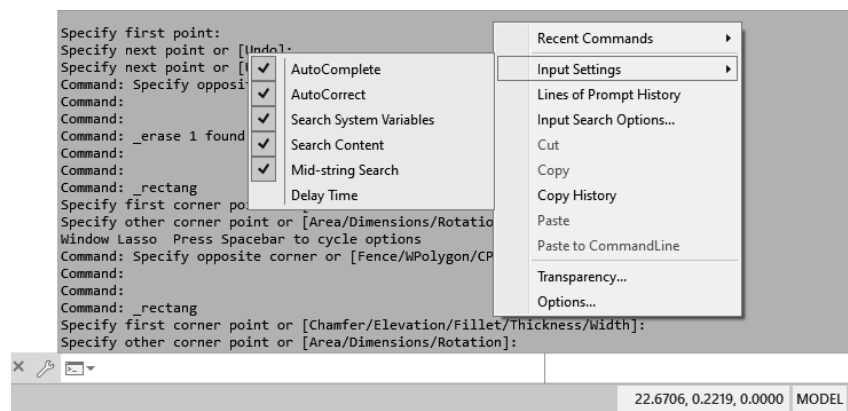 Specify first point:
Specify next point or [Undo]:
Specify next point or [
Command: Specify opposi
Command:
Command:
Command: _erase 1 found
Command:
Command:
Command: _rectang
Specify first corner po
Specify other corner point or [Area/Dimensions/Rotatio
Window Lasso  Press Spacebar to cycle options
Command: Specify opposite corner or [Fence/WPolygon/CP
Command:
Command:
Command: _rectang
Specify first corner point or [Chamfer/Elevation/Fillet/Thickness/Width]:
Specify other corner point or [Area/Dimensions/Rotation]:
AutoComplete
AutoCorrect
Search System Variables
Search Content
Mid-string Search
Delay Time
Recent Commands
Input Settings
Lines of Prompt History
Input Search Options...
Cut
Copy
Copy History
Paste
Paste to CommandLine
Transparency...
Options...
22.6706, 0.2219, 0.0000 MODEL